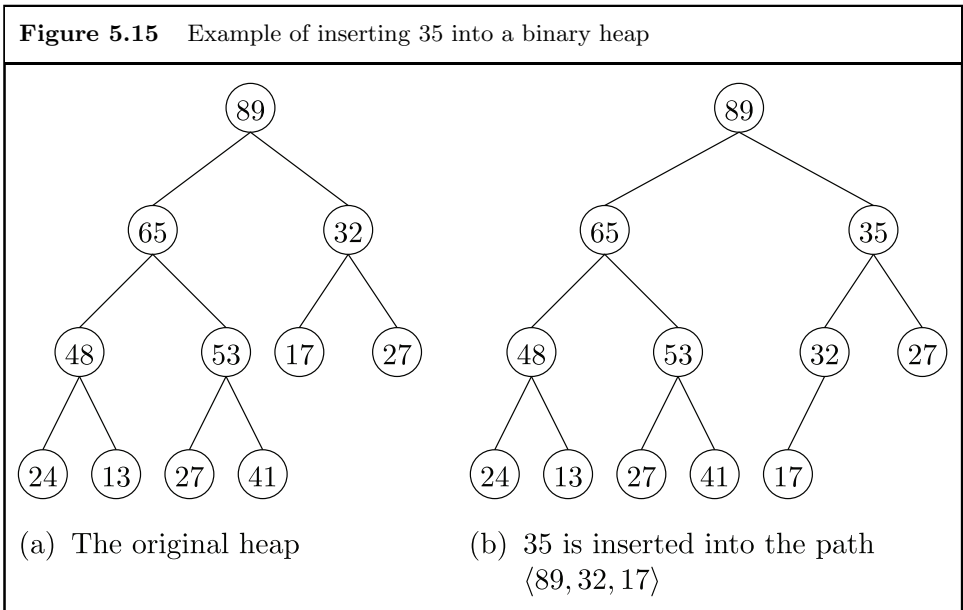 Figure 5.15 Example of inserting 35 into a binary heap
89 89
65 32 65 35
48 53 17 27 48 53 32 27
24 13 27 41 24 13 27 41 17
(a) The original heap
(b) 35 is inserted into the path
⟨89, 32, 17⟩